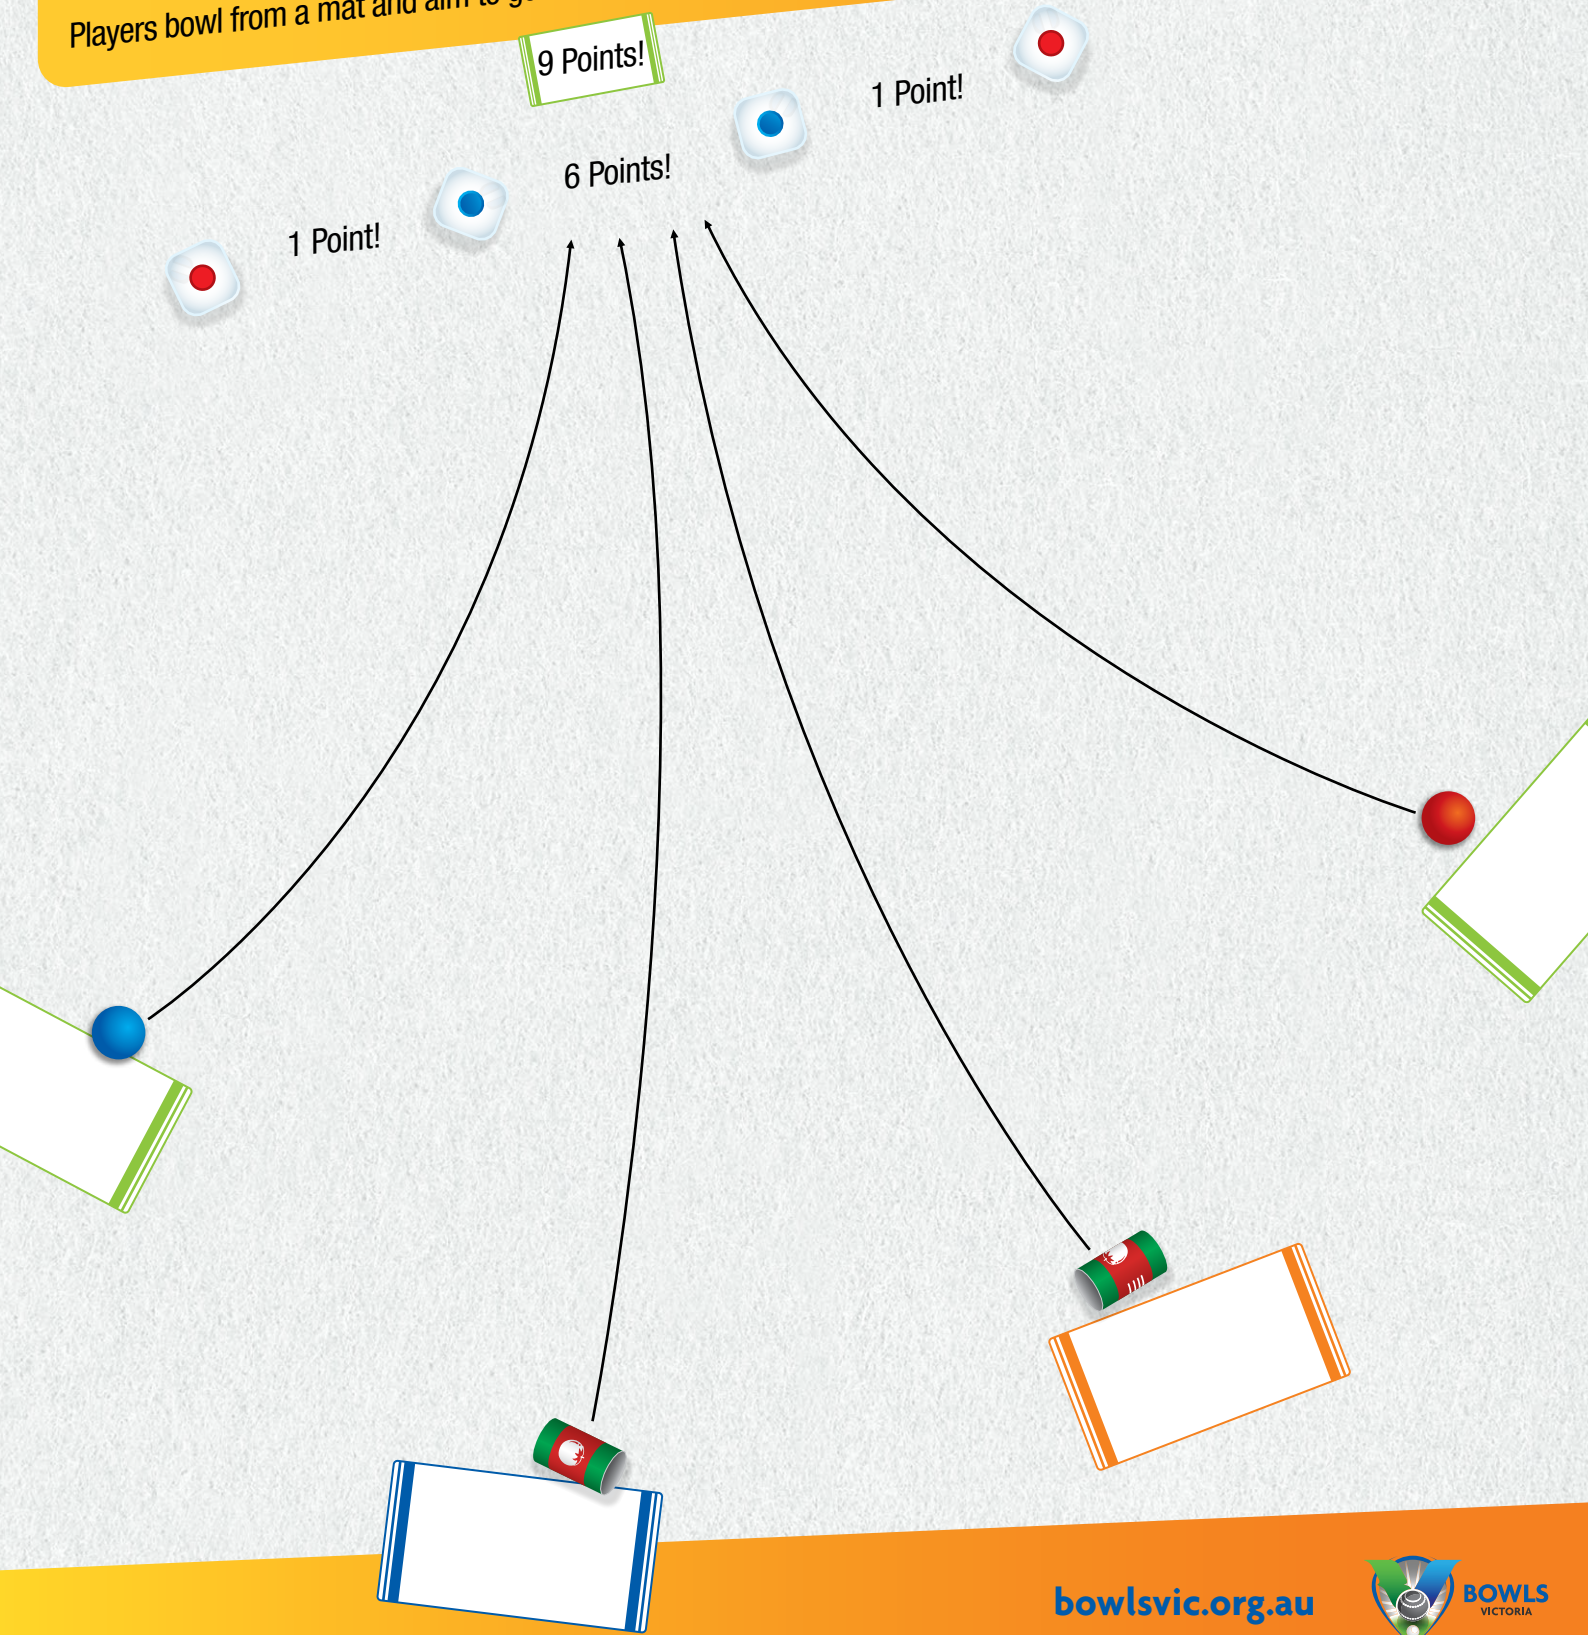 Players bowl from a mat and aim to
9 Points!
1 Point!
6 Points!
1 Point!
bowlsvic.org.au
BOWLS
VICTORIA